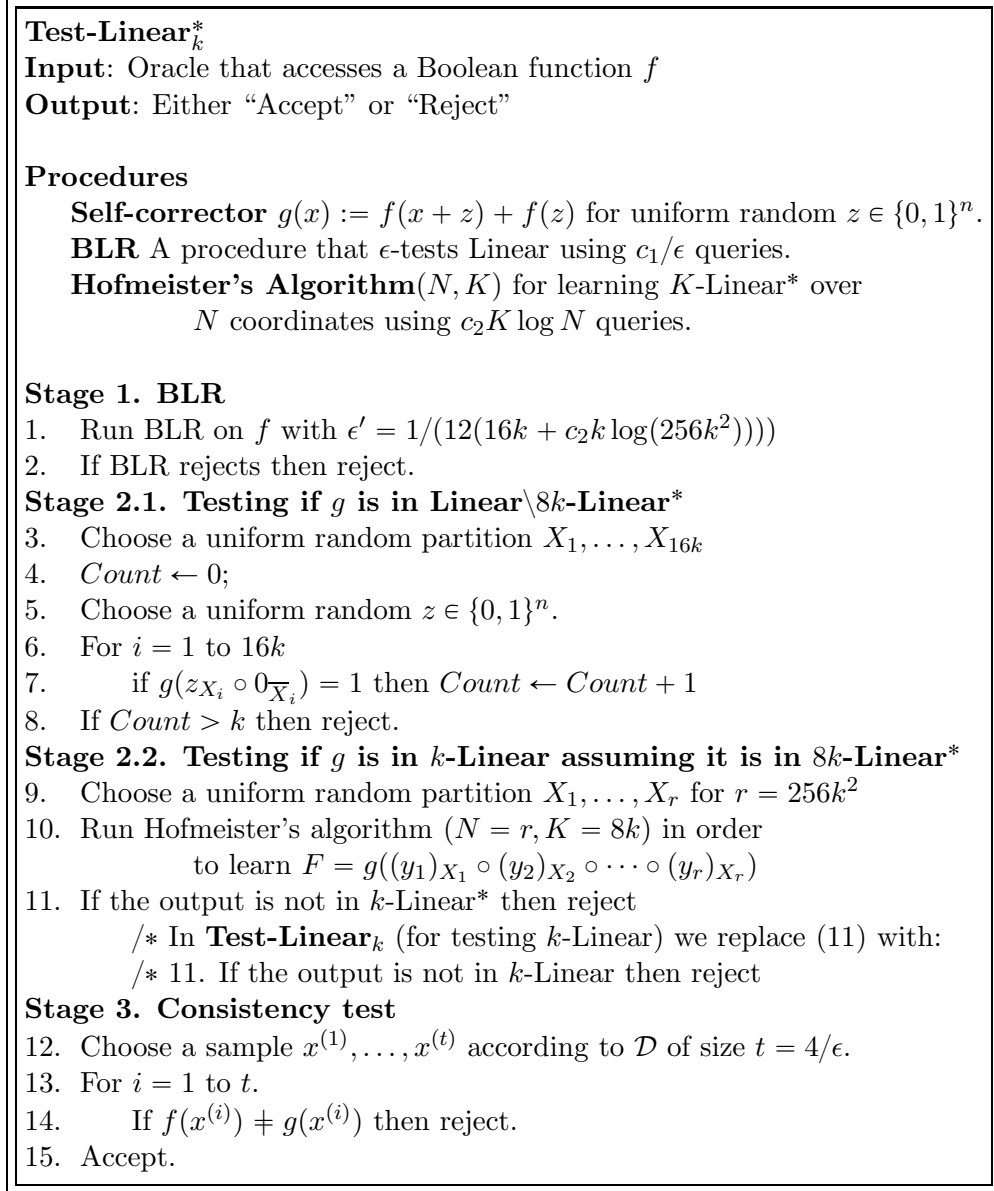 Test-Linear*_k
Input: Oracle that accesses a Boolean function f
Output: Either “Accept” or “Reject”
Procedures
Self-corrector g(x) := f(x + z) + f(z) for uniform random z ∈ {0, 1}^n.
BLR A procedure that ϵ-tests Linear using c_1/ϵ queries.
Hofmeister’s Algorithm(N, K) for learning K-Linear* over
N coordinates using c_2K log N queries.
Stage 1. BLR
1. Run BLR on f with ϵ′ = 1/(12(16k + c_2k log(256k^2))))
2. If BLR rejects then reject.
Stage 2.1. Testing if g is in Linear\8k-Linear*
3. Choose a uniform random partition X_1, . . . , X_{16k}
4. Count ← 0;
5. Choose a uniform random z ∈ {0, 1}^n.
6. For i = 1 to 16k
7. if g(z_{X_i} ∘ 0_{\overline{X}_i}) = 1 then Count ← Count + 1
8. If Count > k then reject.
Stage 2.2. Testing if g is in k-Linear assuming it is in 8k-Linear*
9. Choose a uniform random partition X_1, . . . , X_r for r = 256k^2
10. Run Hofmeister’s algorithm (N = r, K = 8k) in order
to learn F = g((y_1)_{X_1} ∘ (y_2)_{X_2} ∘ · · · ∘ (y_r)_{X_r})
11. If the output is not in k-Linear* then reject
/∗ In Test-Linear_k (for testing k-Linear) we replace (11) with:
/∗ 11. If the output is not in k-Linear then reject
Stage 3. Consistency test
12. Choose a sample x^{(1)}, . . . , x^{(t)} according to 𝒟 of size t = 4/ϵ.
13. For i = 1 to t.
14. If f(x^{(i)}) ≠ g(x^{(i)}) then reject.
15. Accept.